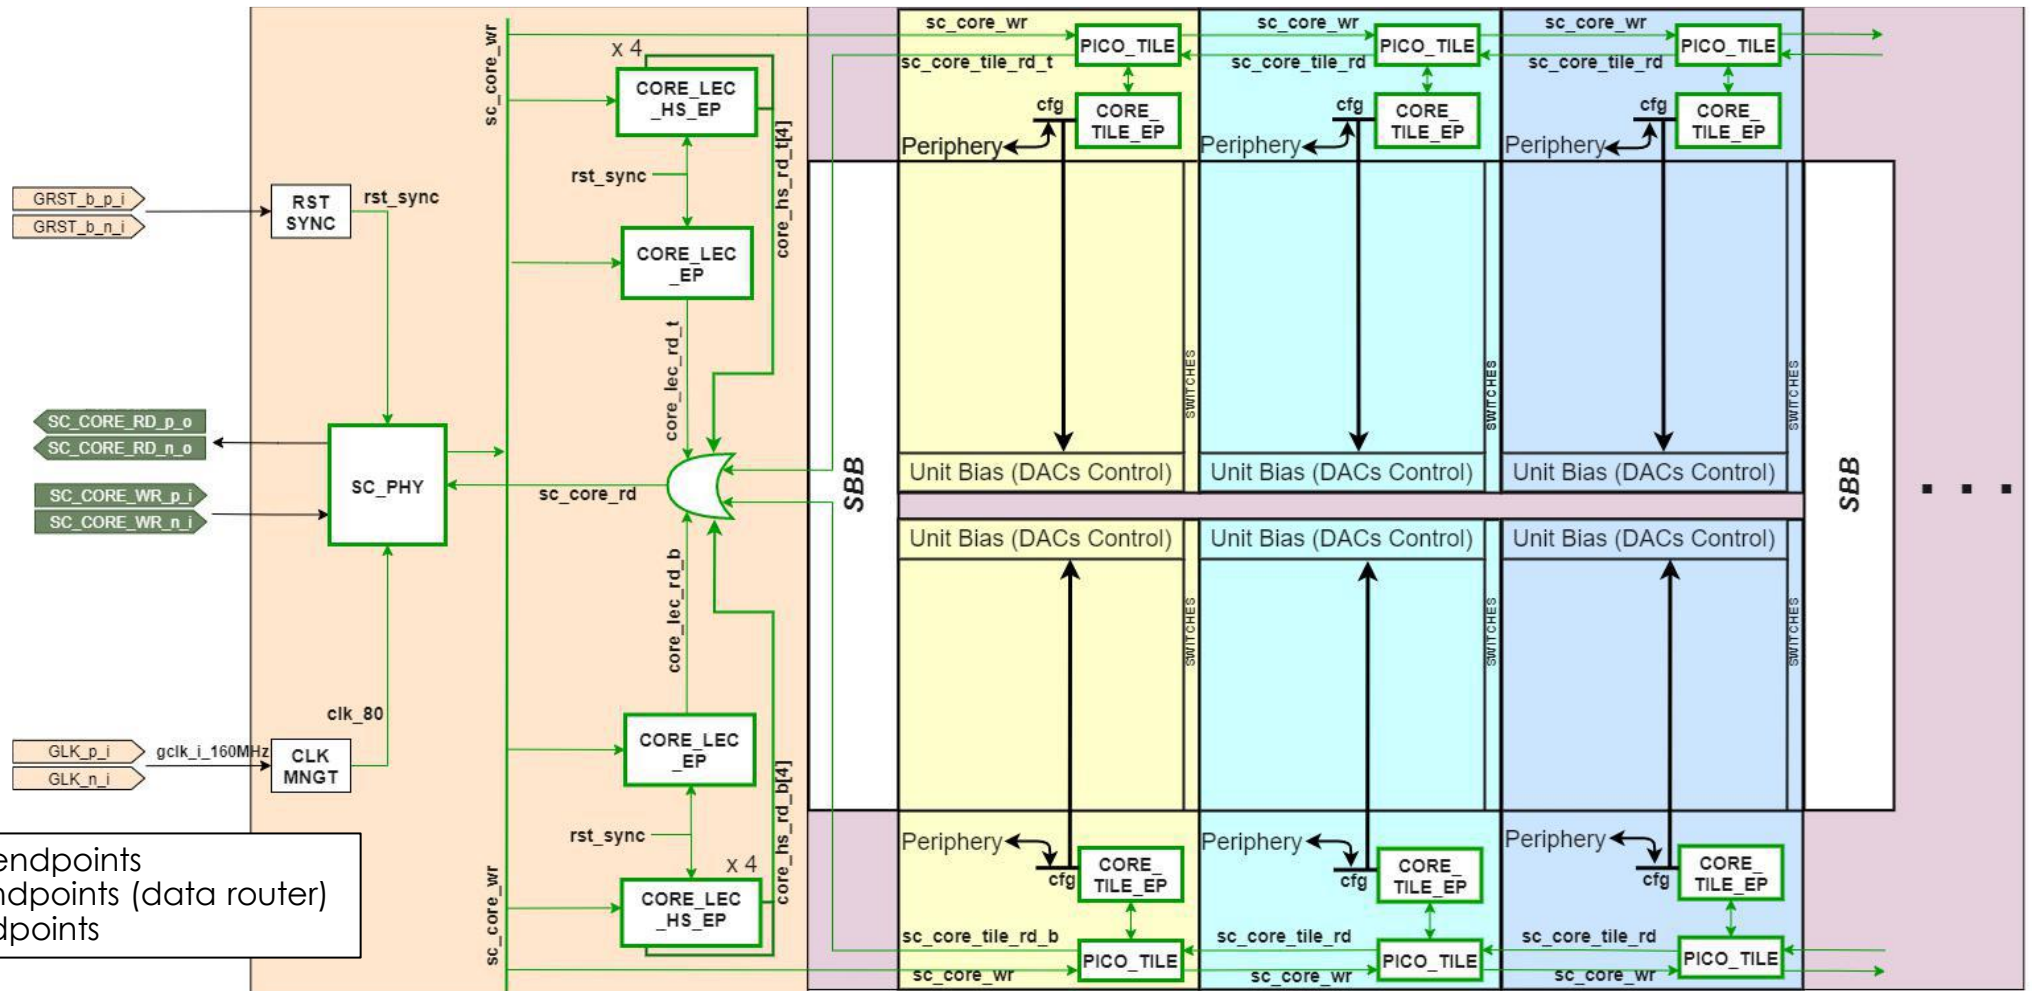 sc_core_wr
x 4
CORE_LEC
_HS_EP
core_hs_rd_t[4]
rst_sync
CORE_LEC
_EP
core_lec_rd_t
GRST_b_p_i
GRST_b_n_i
RST
SYNC
rst_sync
SC_CORE_RD_p_o
SC_CORE_RD_n_o
SC_CORE_WR_p_i
SC_CORE_WR_n_i
SC_PHY
sc_core_rd
core_lec_rd_b
clk_80
GLK_p_i
GLK_n_i
gclk_i_160MHz
CLK
MNGT
CORE_LEC
_EP
rst_sync
x 4
core_hs_rd_b[4]
CORE_LEC
_HS_EP
sc_core_wr
endpoints
ndpoints (data router)
dpoints
SBB
sc_core_wr
PICO_TILE
sc_core_tile_rd_t
cfg
CORE_
TILE_EP
Periphery
SWITCHES
Unit Bias (DACs Control)
sc_core_wr
PICO_TILE
sc_core_tile_rd
cfg
CORE_
TILE_EP
Periphery
SWITCHES
Unit Bias (DACs Control)
sc_core_wr
PICO_TILE
sc_core_tile_rd
cfg
CORE_
TILE_EP
Periphery
SWITCHES
Unit Bias (DACs Control)
Unit Bias (DACs Control)
SWITCHES
Periphery
cfg
CORE_
TILE_EP
sc_core_tile_rd_b
PICO_TILE
sc_core_wr
Unit Bias (DACs Control)
SWITCHES
Periphery
cfg
CORE_
TILE_EP
sc_core_tile_rd
PICO_TILE
sc_core_wr
Unit Bias (DACs Control)
SWITCHES
Periphery
cfg
CORE_
TILE_EP
sc_core_tile_rd
PICO_TILE
sc_core_wr
SBB
. . .